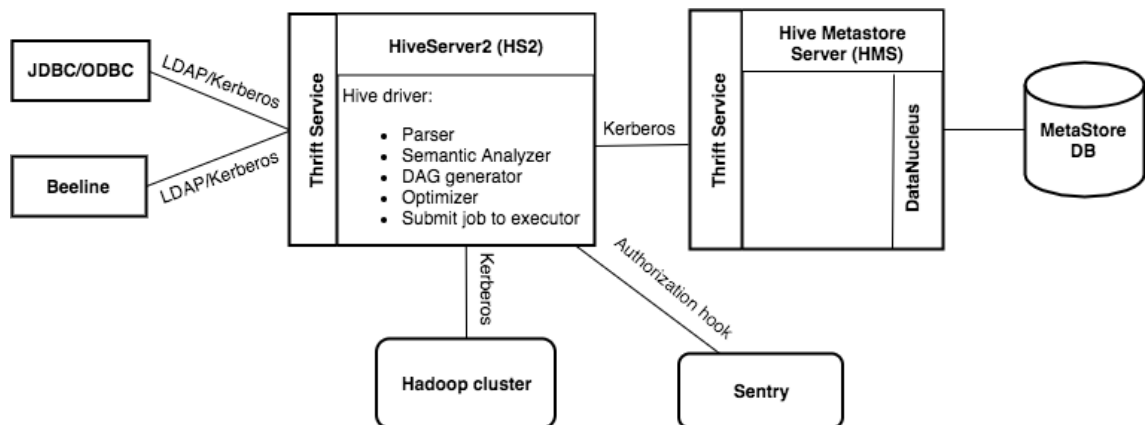 JDBC/ODBC
Beeline
LDAP/Kerberos
LDAP/Kerberos
Thrift Service
HiveServer2 (HS2)
Hive driver:
• Parser
• Semantic Analyzer
• DAG generator
• Optimizer
• Submit job to executor
Kerberos
Thrift Service
Hive Metastore
Server (HMS)
DataNucleus
MetaStore
DB
Kerberos
Authorization hook
Hadoop cluster
Sentry